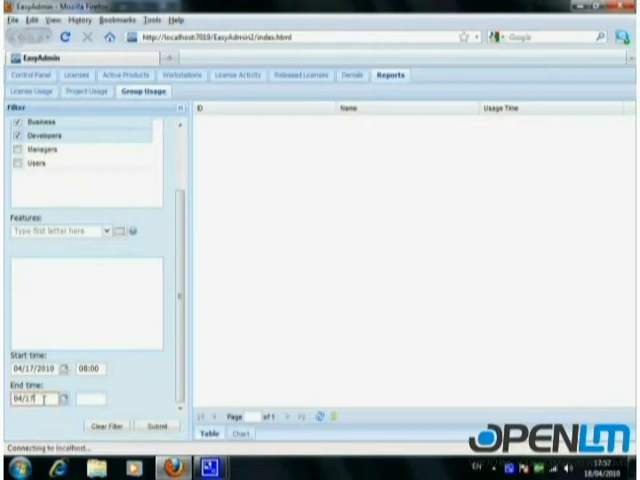 EasyAdmin - Mozilla Firefox
File Edit View History Bookmarks Tools Help
http://localhost:7019/EasyAdmin2/index.html
Google
EasyAdmin
Control Panel Licenses Active Products Workstations License Activity Released Licenses Denials Reports
License Usage Project Usage Group Usage
Filter
ID Name Usage Time
Business
Developers
Managers
Users
Features:
Type first letter here
Start time:
04/17/2010 08:00
End time:
04/17
Clear Filter Submit
Page of 1
Table Chart
OPENLM
Connecting to localhost...
EN 17:57
18/04/2010